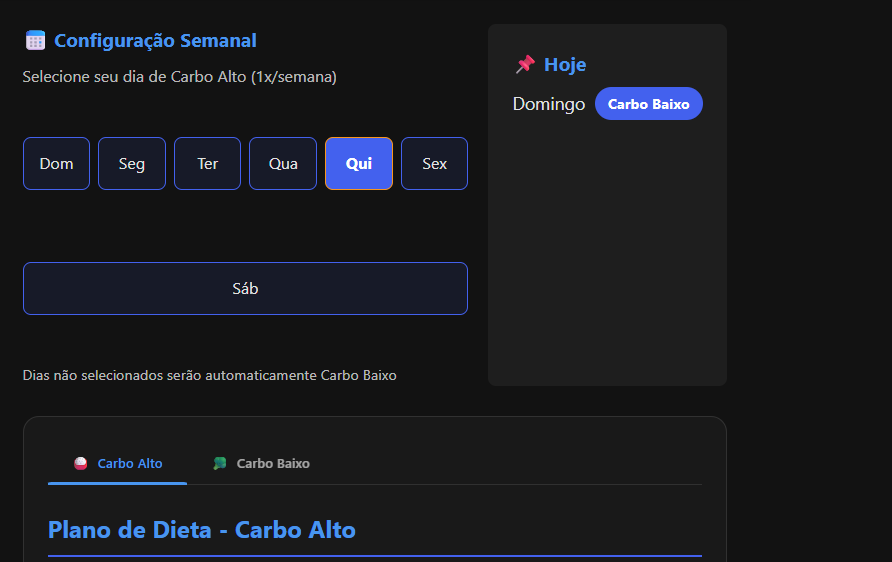 Configuração Semanal
Selecione seu dia de Carbo Alto (1x/semana)
Dom Seg Ter Qua Qui Sex
Sáb
Dias não selecionados serão automaticamente Carbo Baixo
Hoje
Domingo Carbo Baixo
Carbo Alto Carbo Baixo
Plano de Dieta - Carbo Alto